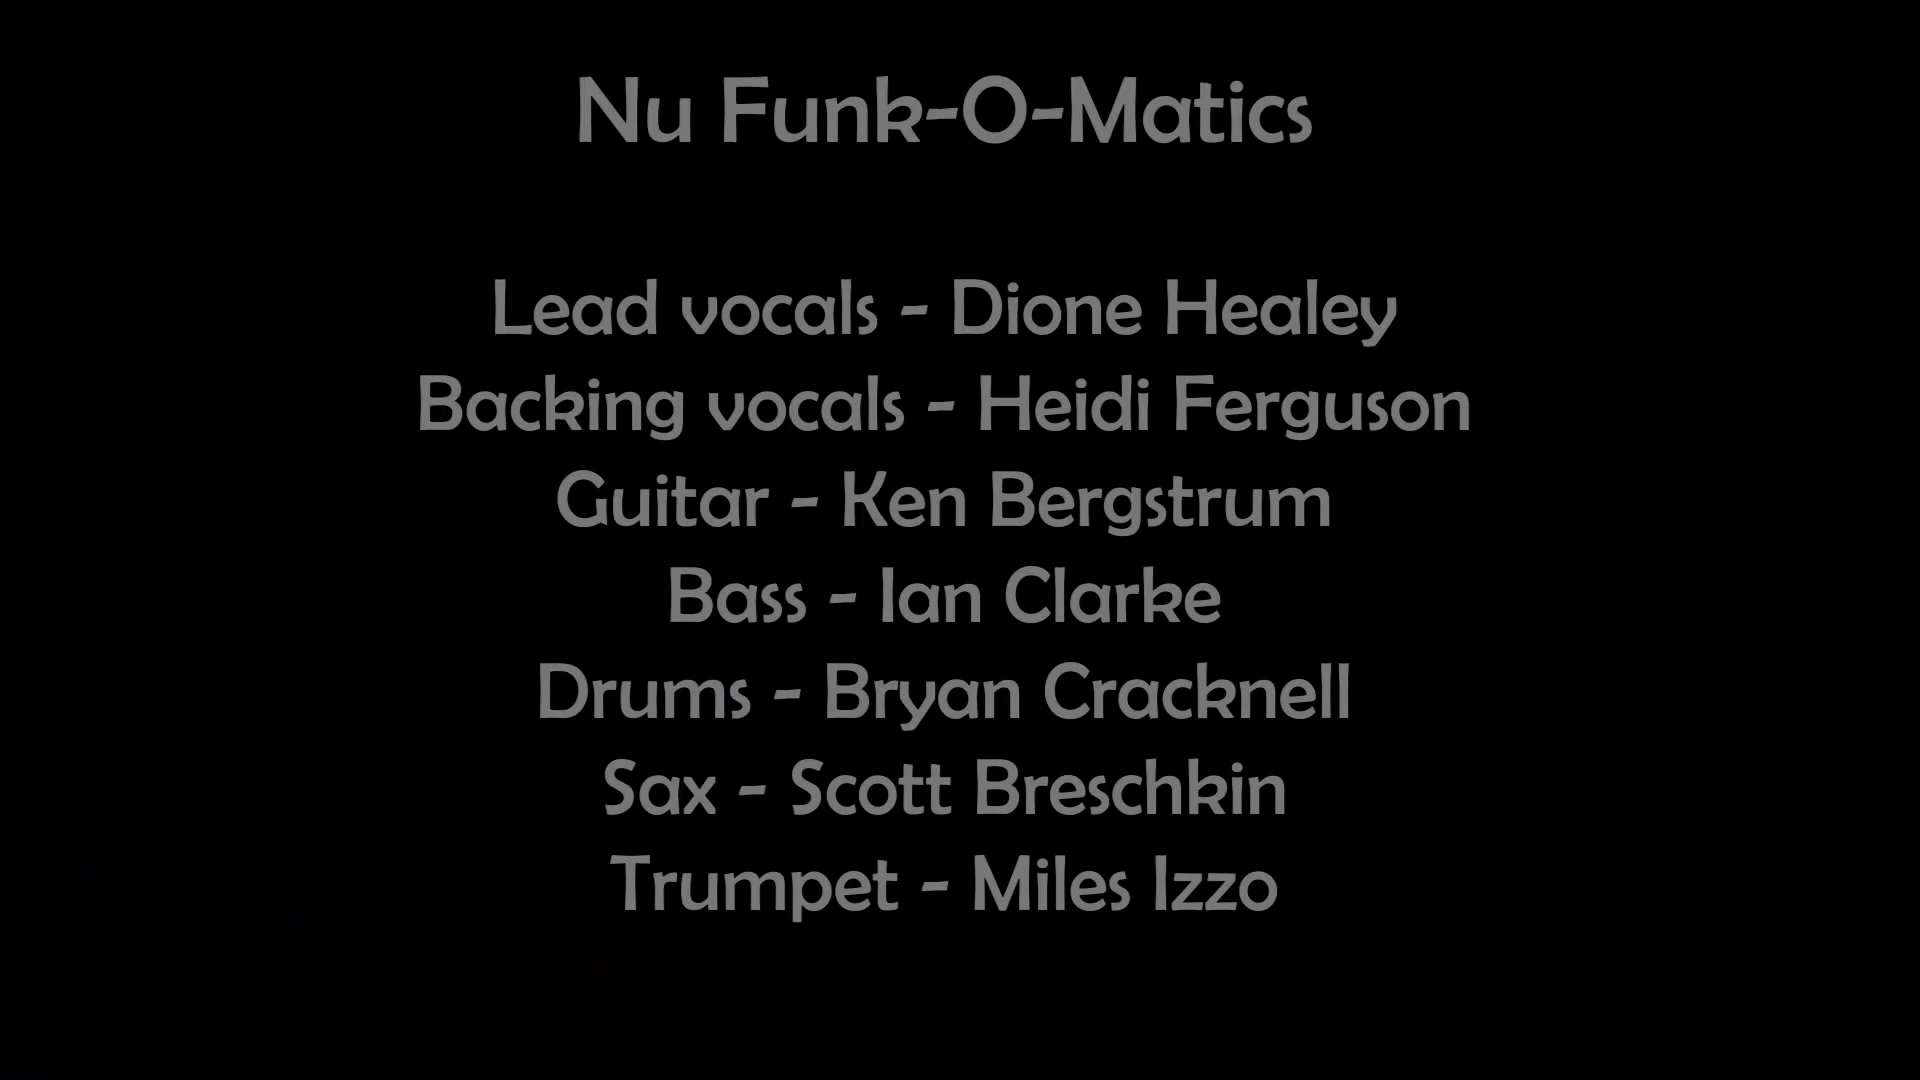 Nu Funk-O-Matics
Lead vocals - Dione Healey
Backing vocals - Heidi Ferguson
Guitar - Ken Bergstrum
Bass - Ian Clarke
Drums - Bryan Cracknell
Sax - Scott Breschkin
Trumpet - Miles Izzo